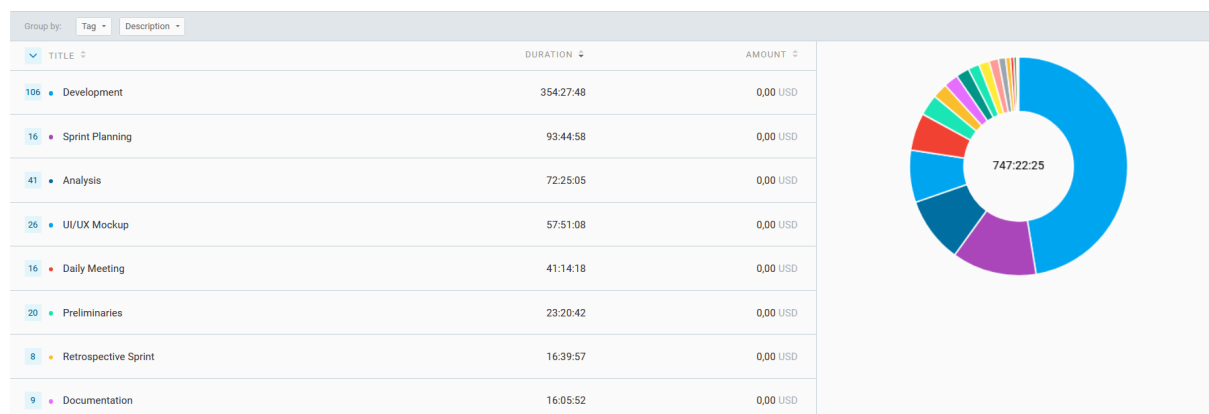 Group by: Tag Description
TITLE DURATION AMOUNT
106 Development 354:27:48 0,00 USD
16 Sprint Planning 93:44:58 0,00 USD
41 Analysis 72:25:05 0,00 USD
26 UI/UX Mockup 57:51:08 0,00 USD
16 Daily Meeting 41:14:18 0,00 USD
20 Preliminaries 23:20:42 0,00 USD
8 Retrospective Sprint 16:39:57 0,00 USD
9 Documentation 16:05:52 0,00 USD
747:22:25